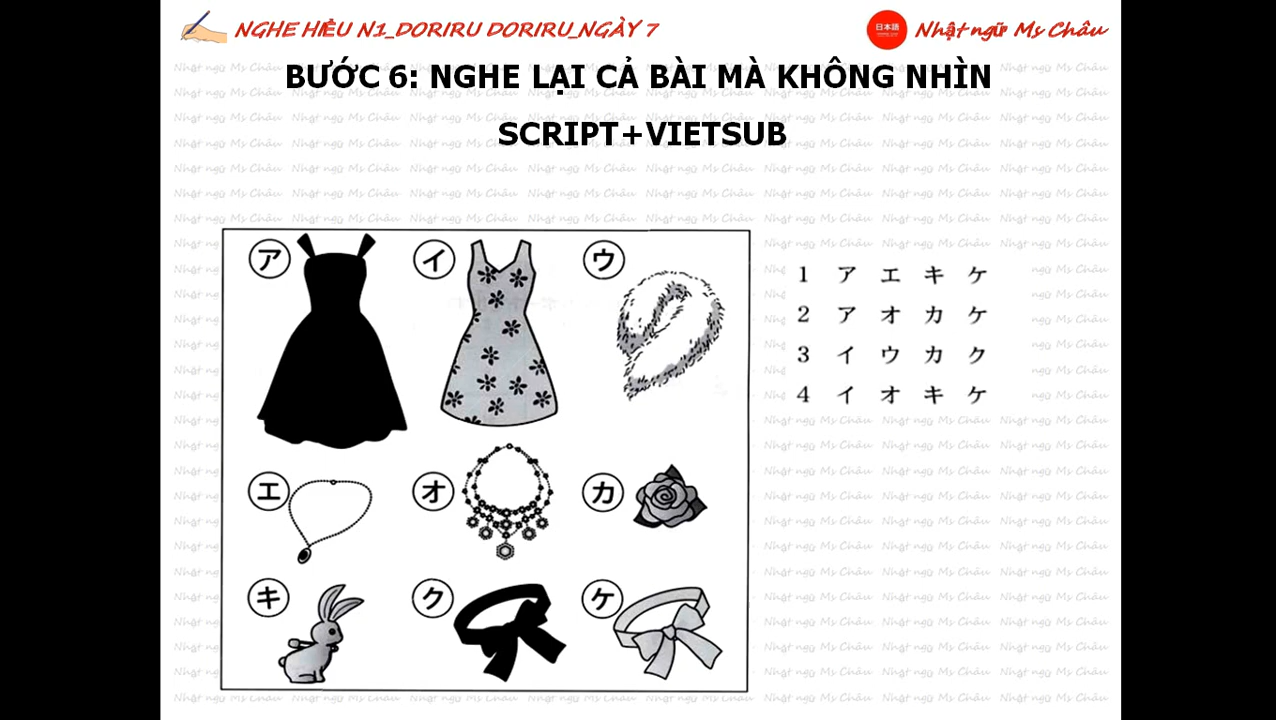 NGHE HIỂU N1_DORIRU DORIRU_NGÀY 7
日本語
Nhật ngữ Ms Châu
BƯỚC 6: NGHE LẠI CẢ BÀI MÀ KHÔNG NHÌN
SCRIPT+VIETSUB
ア
イ
ウ
1 ア エ キ ケ
2 ア オ カ ケ
3 イ ウ カ ク
4 イ オ キ ケ
エ
オ
カ
キ
ク
ケ